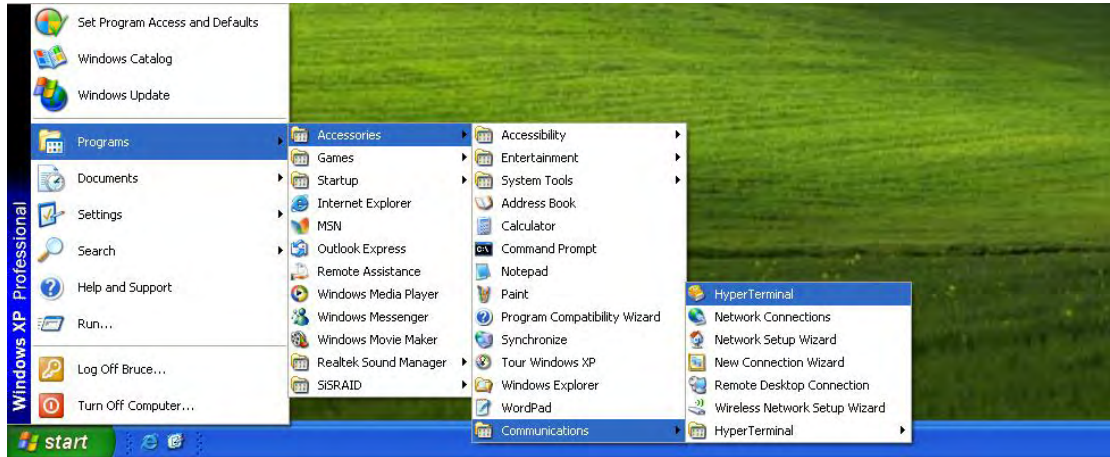 Set Program Access and Defaults
Windows Catalog
Windows Update
Programs
Documents
Settings
Search
Help and Support
Run...
Log Off Bruce...
Turn Off Computer...
Windows XP Professional
start
Accessories
Games
Startup
Internet Explorer
MSN
Outlook Express
Remote Assistance
Windows Media Player
Windows Messenger
Windows Movie Maker
Realtek Sound Manager
SiSRAID
Accessibility
Entertainment
System Tools
Address Book
Calculator
C:\
Command Prompt
Notepad
Paint
Program Compatibility Wizard
Synchronize
Tour Windows XP
Windows Explorer
WordPad
Communications
HyperTerminal
Network Connections
Network Setup Wizard
New Connection Wizard
Remote Desktop Connection
Wireless Network Setup Wizard
HyperTerminal